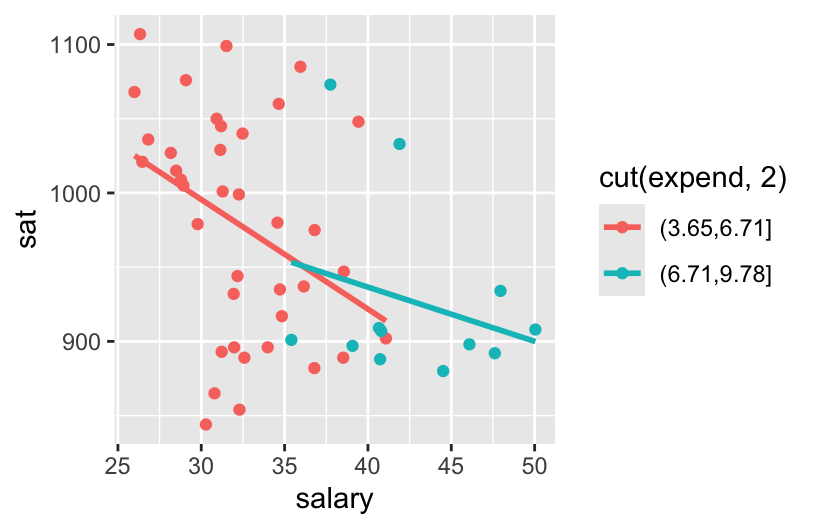 1100
1000
900
sat
25 30 35 40 45 50
salary
cut(expend, 2)
(3.65,6.71]
(6.71,9.78]